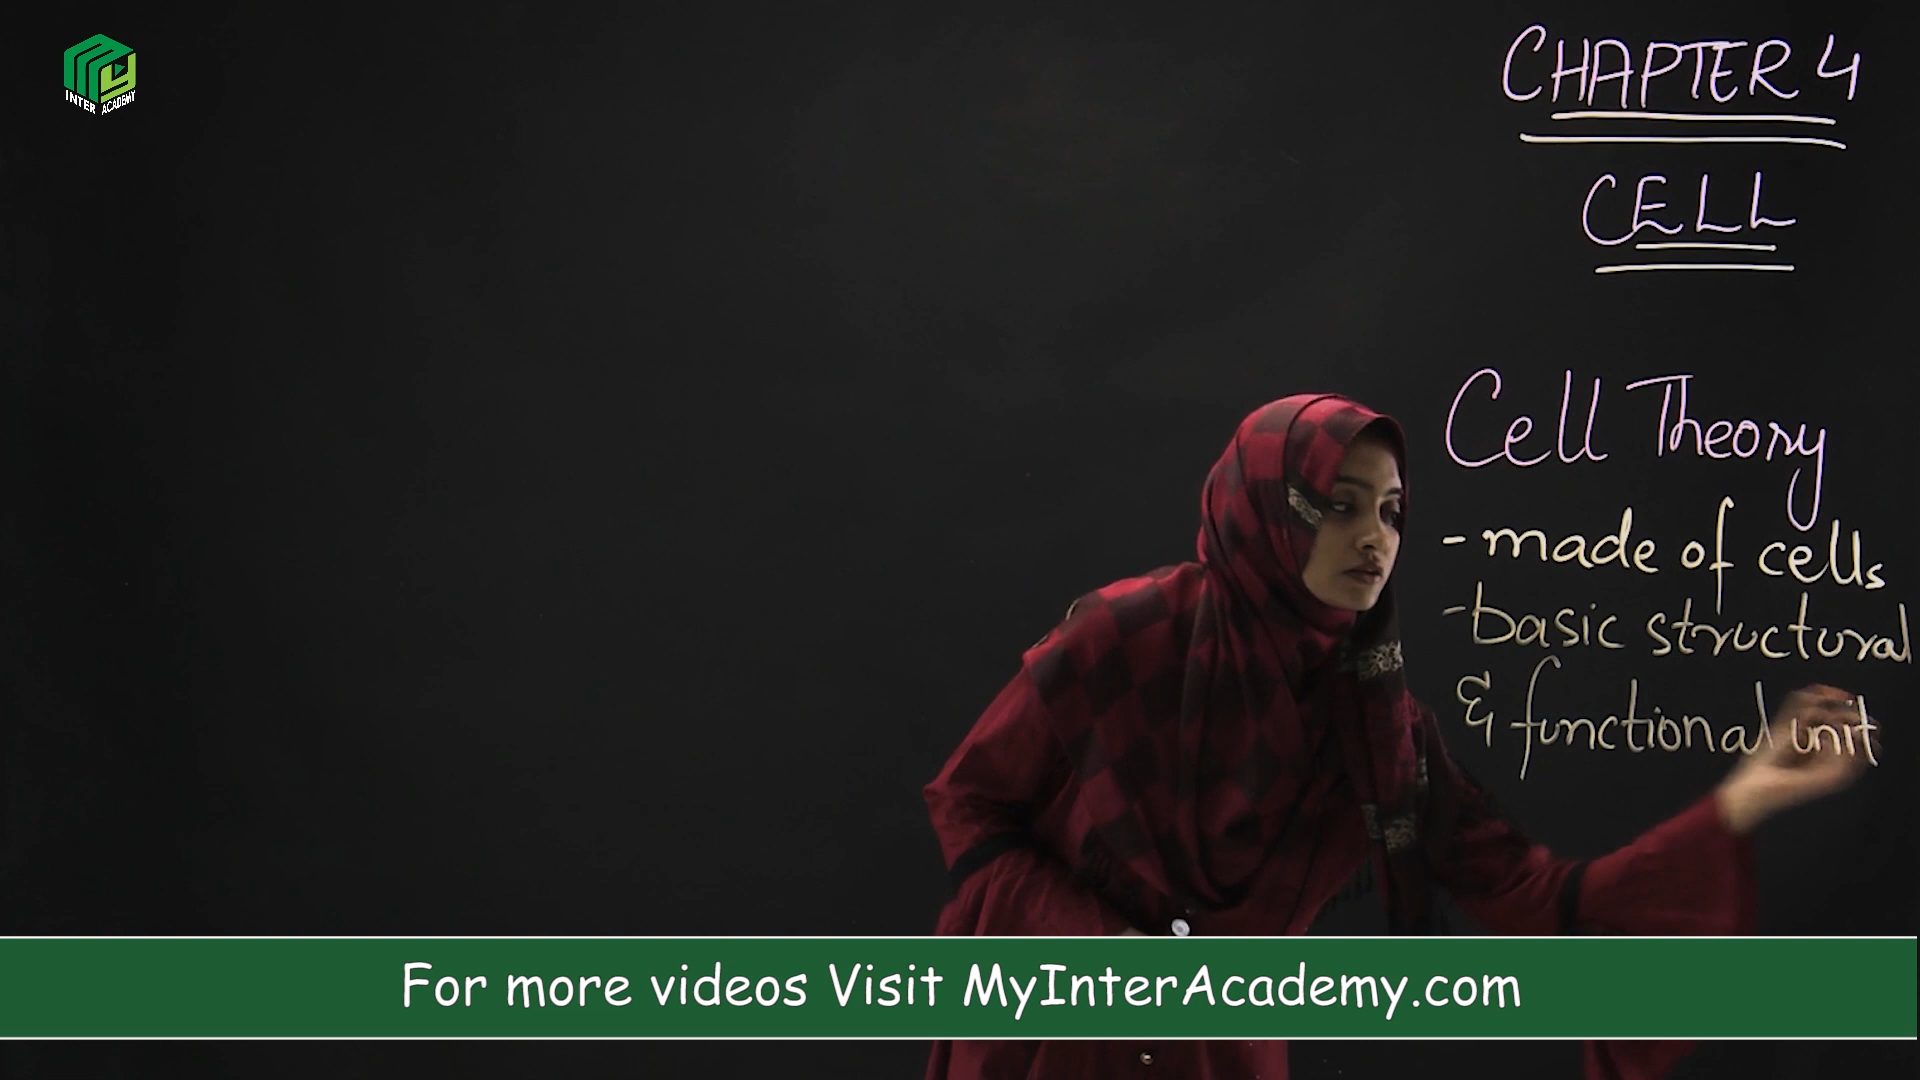 MY
INTER ACADEMY
CHAPTER 4
CELL
Cell Theory
- made of cells
- basic structural
& functional unit
For more videos Visit MyInterAcademy.com